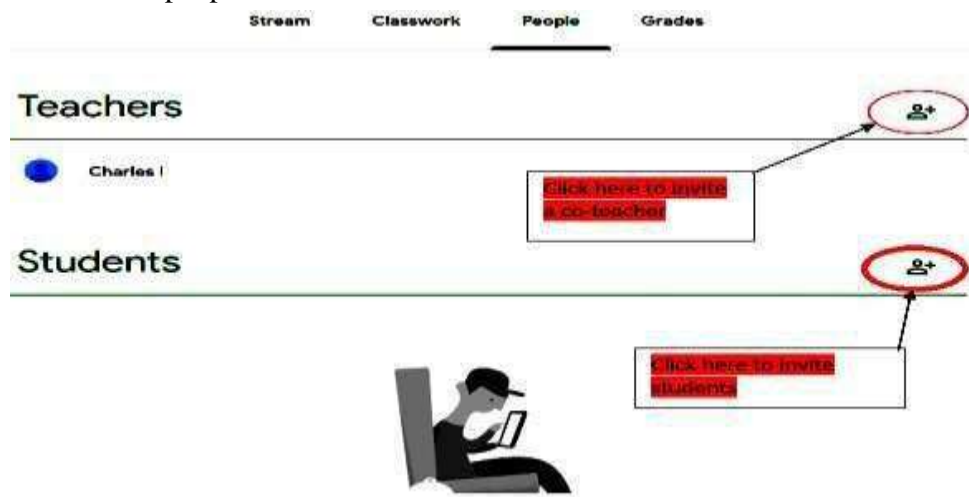 Stream Classwork People Grades
Teachers
Charles I
Click here to invite
a co-teacher
Students
Click here to invite
students